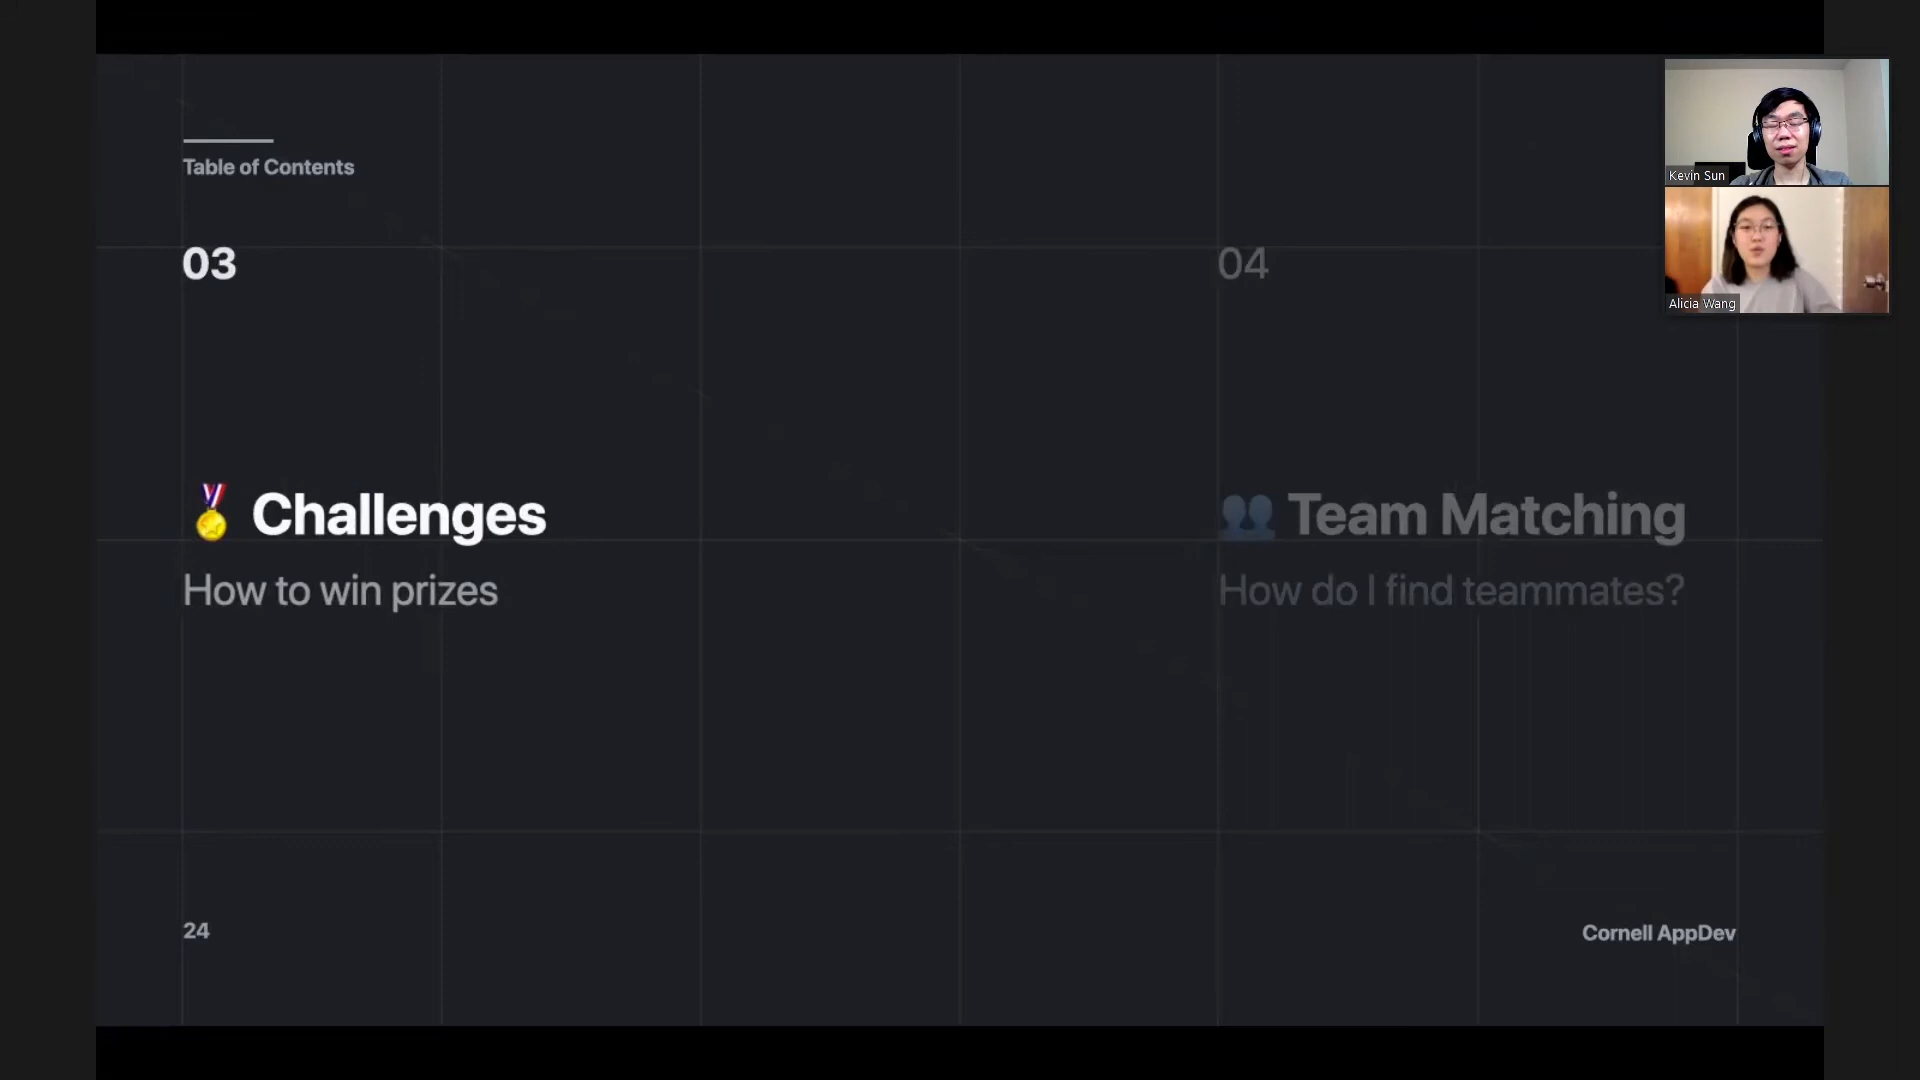 Table of Contents
03
04
Challenges
How to win prizes
Team Matching
How do I find teammates?
24
Cornell AppDev
Kevin Sun
Alicia Wang